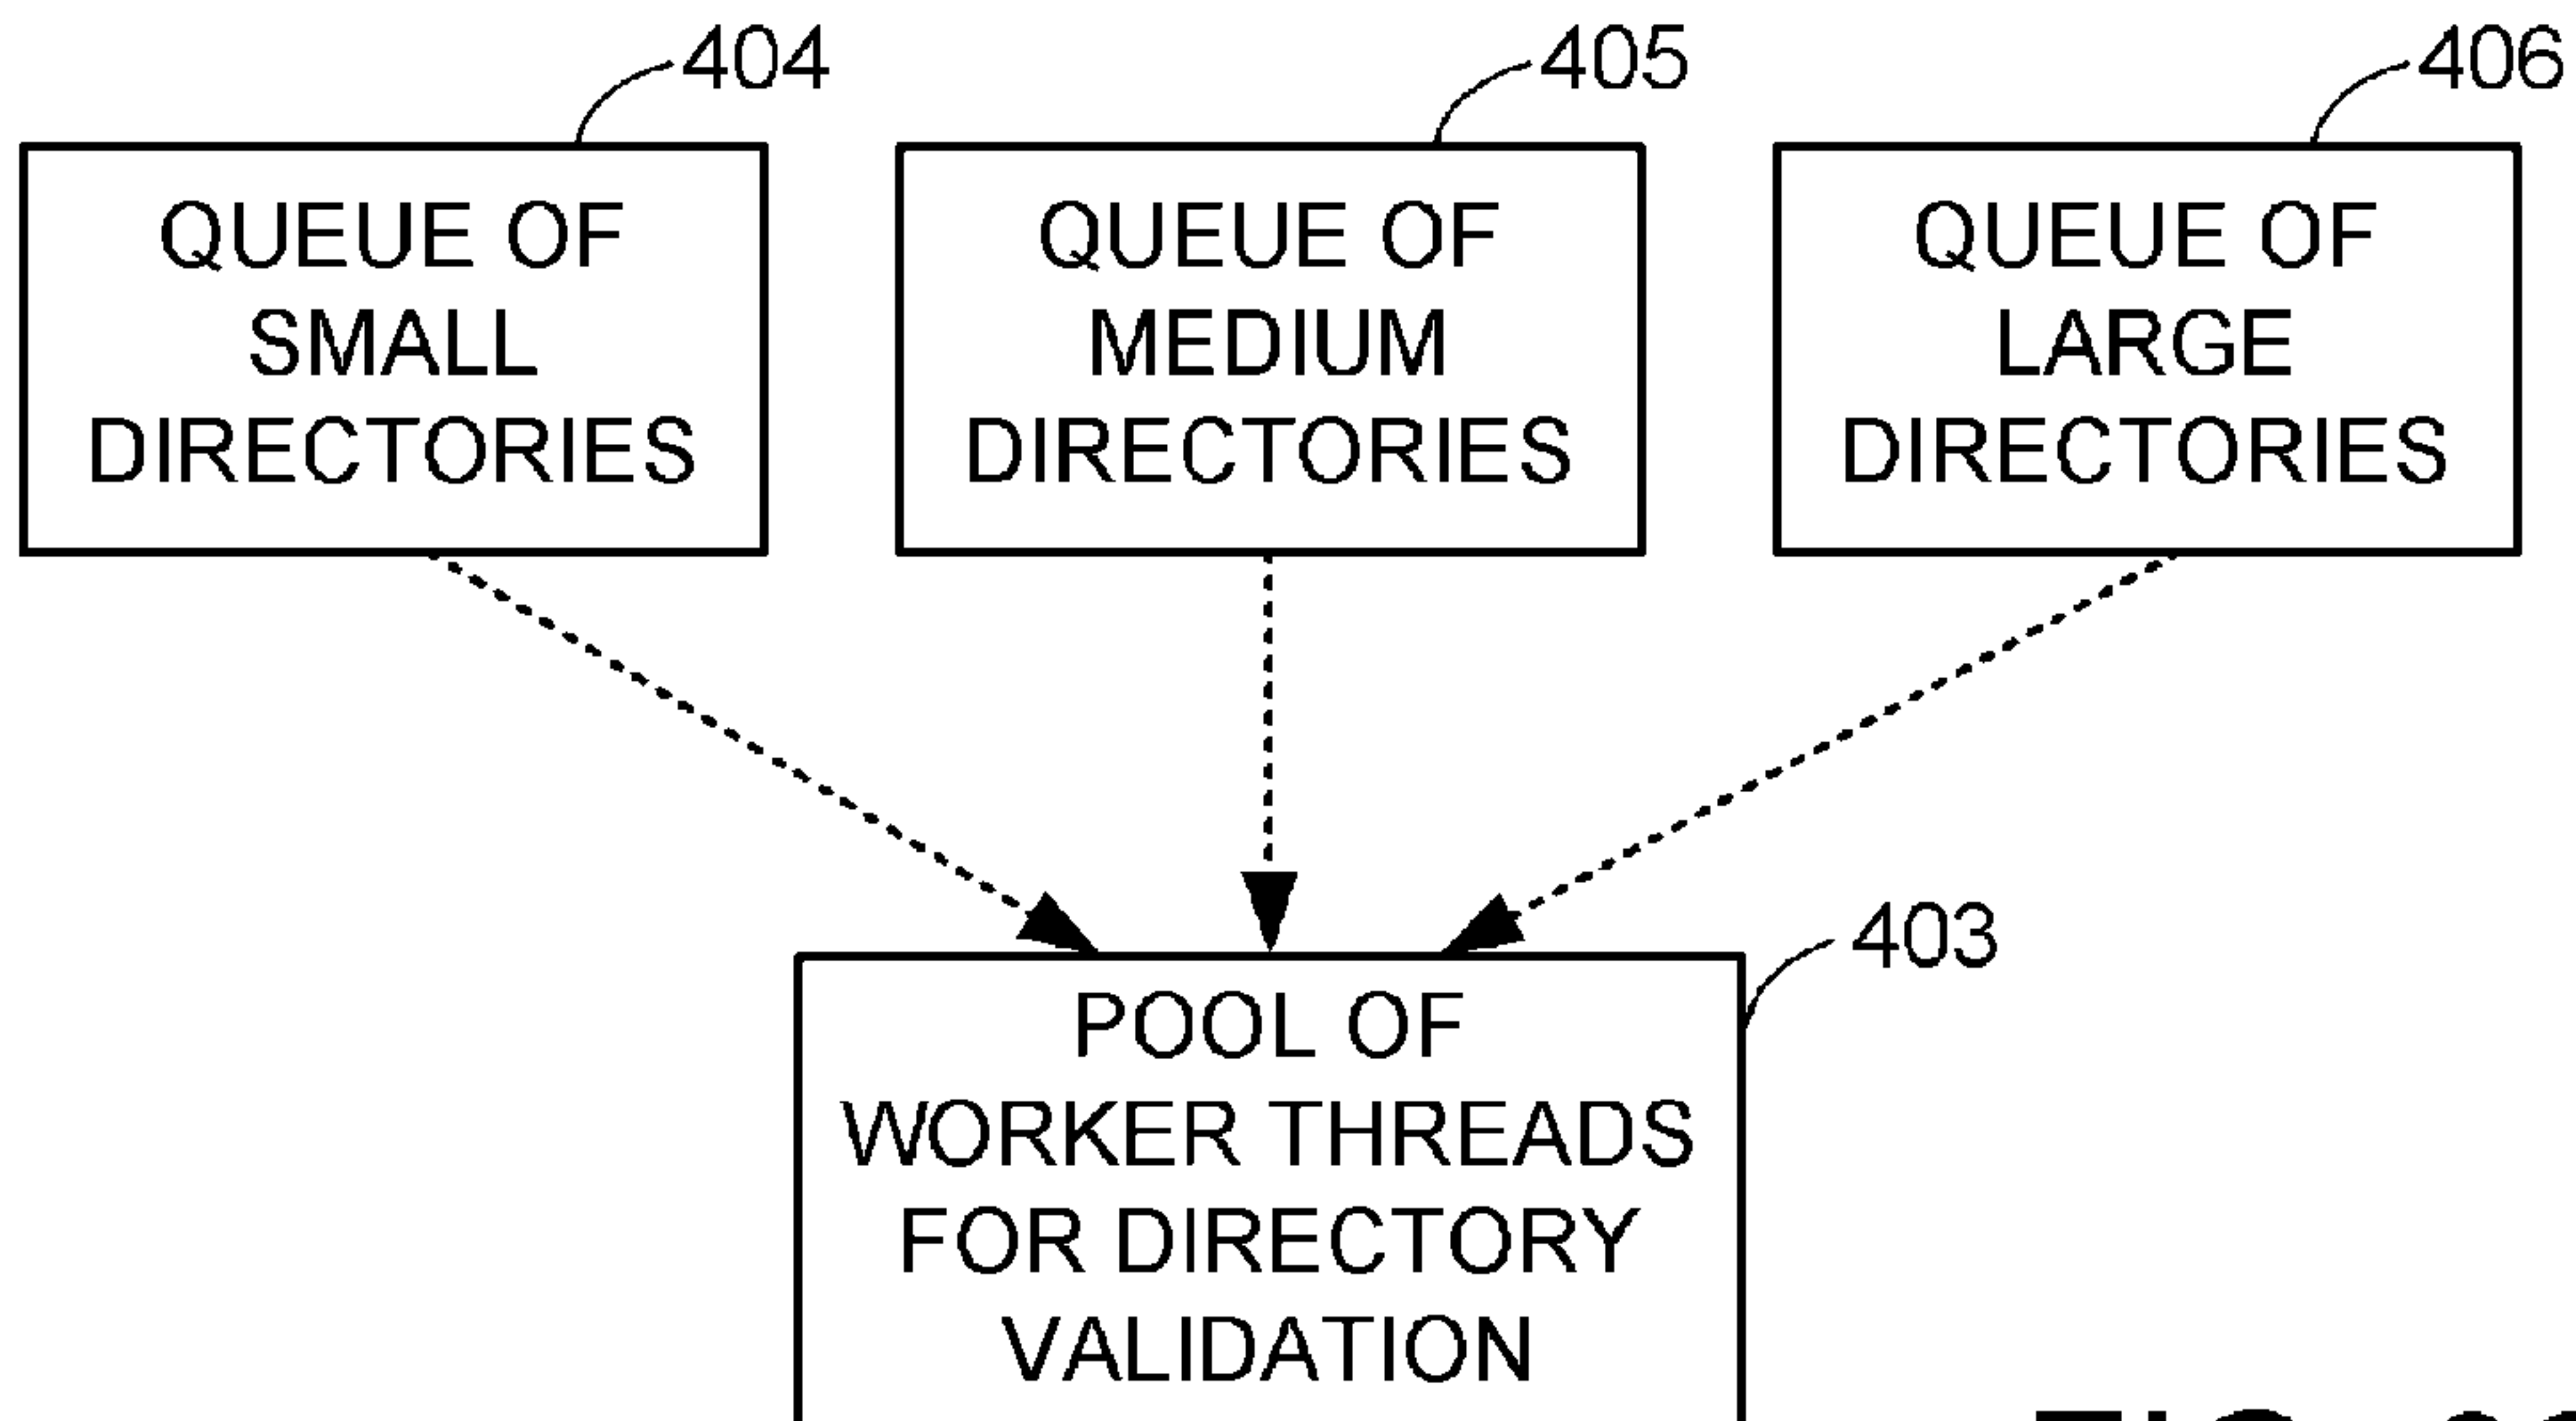 404
405
406
QUEUE OF
SMALL
DIRECTORIES
QUEUE OF
MEDIUM
DIRECTORIES
QUEUE OF
LARGE
DIRECTORIES
403
POOL OF
WORKER THREADS
FOR DIRECTORY
VALIDATION